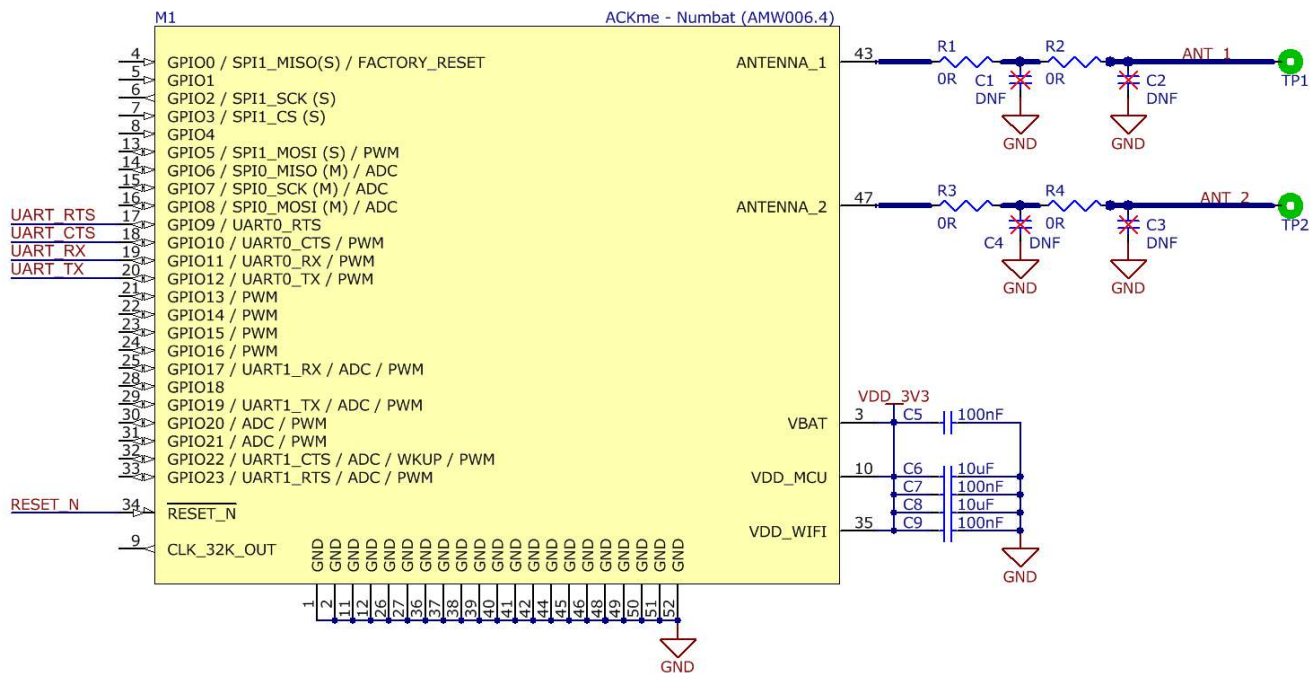 M1 ACKme - Numbat (AMW006.4)
4 GPIO0 / SPI1_MISO(S) / FACTORY_RESET
5 GPIO1
6 GPIO2 / SPI1_SCK (S)
7 GPIO3 / SPI1_CS (S)
8 GPIO4
13 GPIO5 / SPI1_MOSI (S) / PWM
14 GPIO6 / SPI0_MISO (M) / ADC
15 GPIO7 / SPI0_SCK (M) / ADC
16 GPIO8 / SPI0_MOSI (M) / ADC
UART_RTS 17 GPIO9 / UART0_RTS
UART_CTS 18 GPIO10 / UART0_CTS / PWM
UART_RX 19 GPIO11 / UART0_RX / PWM
UART_TX 20 GPIO12 / UART0_TX / PWM
21 GPIO13 / PWM
22 GPIO14 / PWM
23 GPIO15 / PWM
24 GPIO16 / PWM
25 GPIO17 / UART1_RX / ADC / PWM
28 GPIO18
29 GPIO19 / UART1_TX / ADC / PWM
30 GPIO20 / ADC / PWM
31 GPIO21 / ADC / PWM
32 GPIO22 / UART1_CTS / ADC / WKUP / PWM
33 GPIO23 / UART1_RTS / ADC / PWM
RESET_N 34 RESET_N
9 CLK_32K_OUT
GND GND GND GND GND GND GND GND GND GND GND GND GND GND GND GND GND GND GND GND GND
1 2 11 12 26 27 36 37 38 39 40 41 42 44 45 46 48 49 50 51 52
GND
ANTENNA_1 43 R1 R2 ANT_1
0R C1 0R C2 TP1
DNF DNF
GND GND
ANTENNA_2 47 R3 R4 ANT_2
0R C4 DNF 0R C3 TP2
DNF
GND GND
VDD_3V3
VBAT 3 C5 100nF
VDD_MCU 10 C6 10uF
C7 100nF
C8 10uF
VDD_WIFI 35 C9 100nF
GND